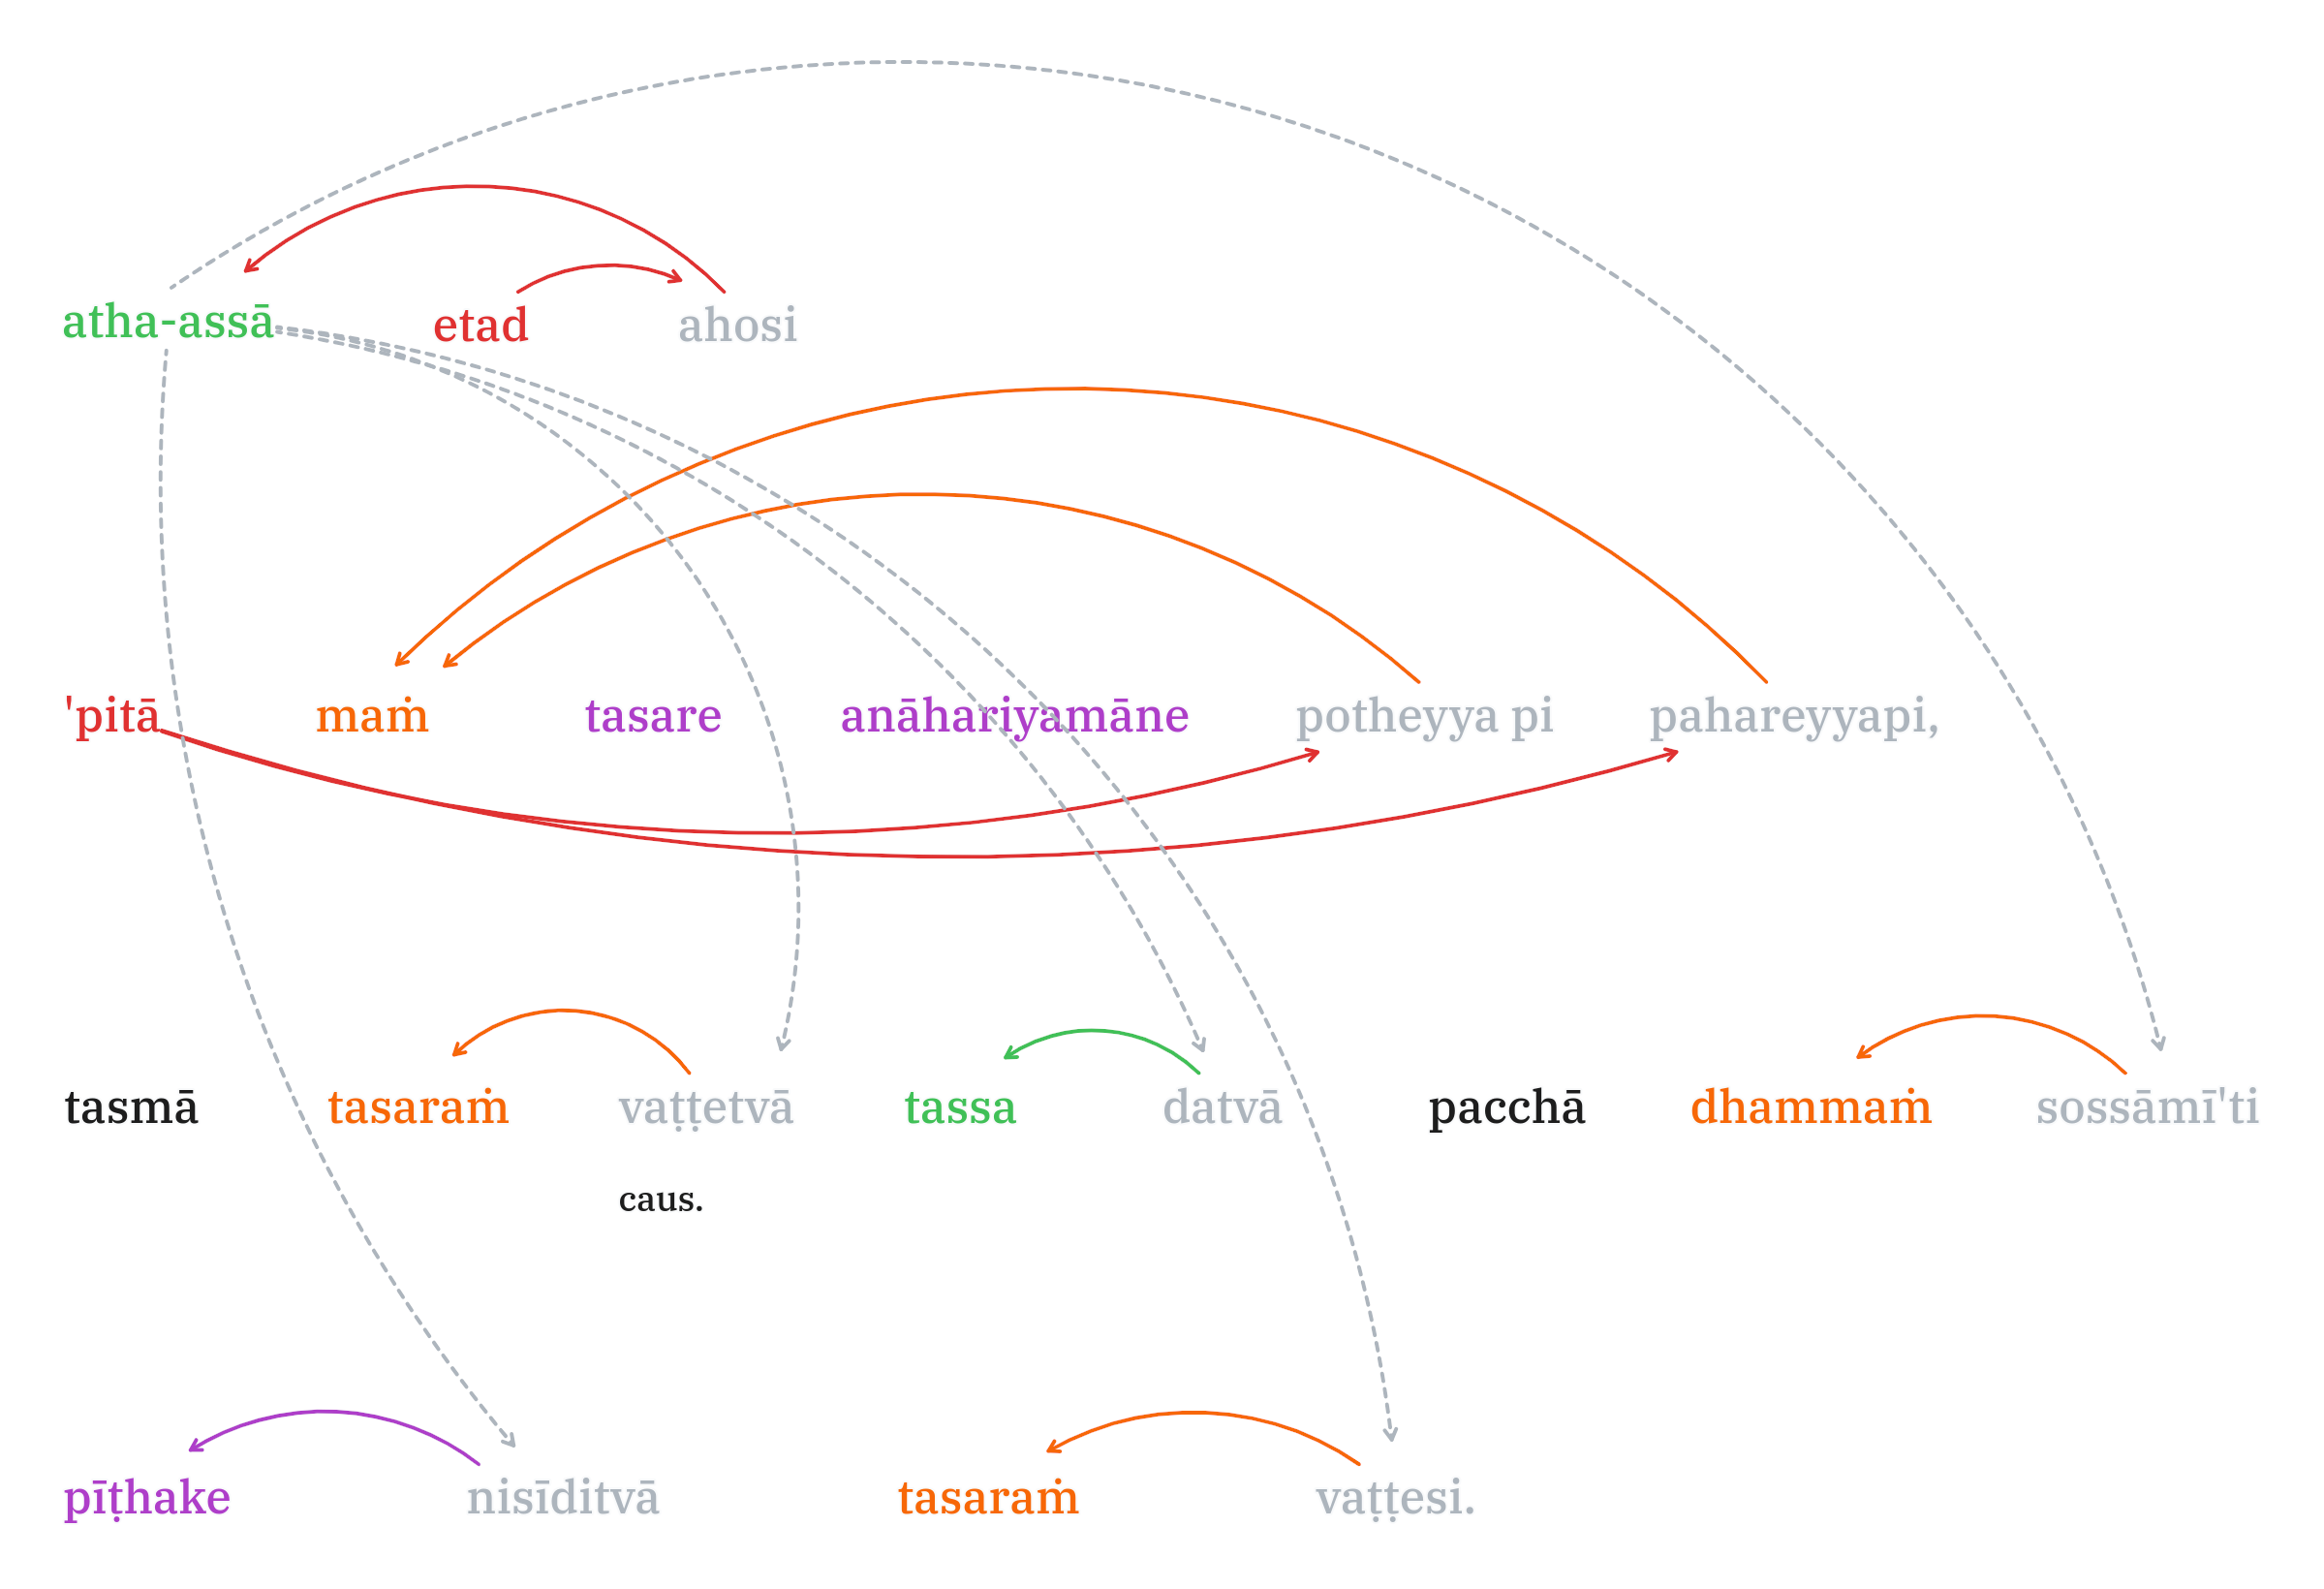 atha-assā etad ahosi
'pitā maṁ tasare anāhariyamāne potheyya pi pahareyyapi,
tasmā tasaraṁ vaṭṭetvā tassa datvā pacchā dhammaṁ sossāmī'ti
caus.
pīṭhake nisīditvā tasaraṁ vaṭṭesi.